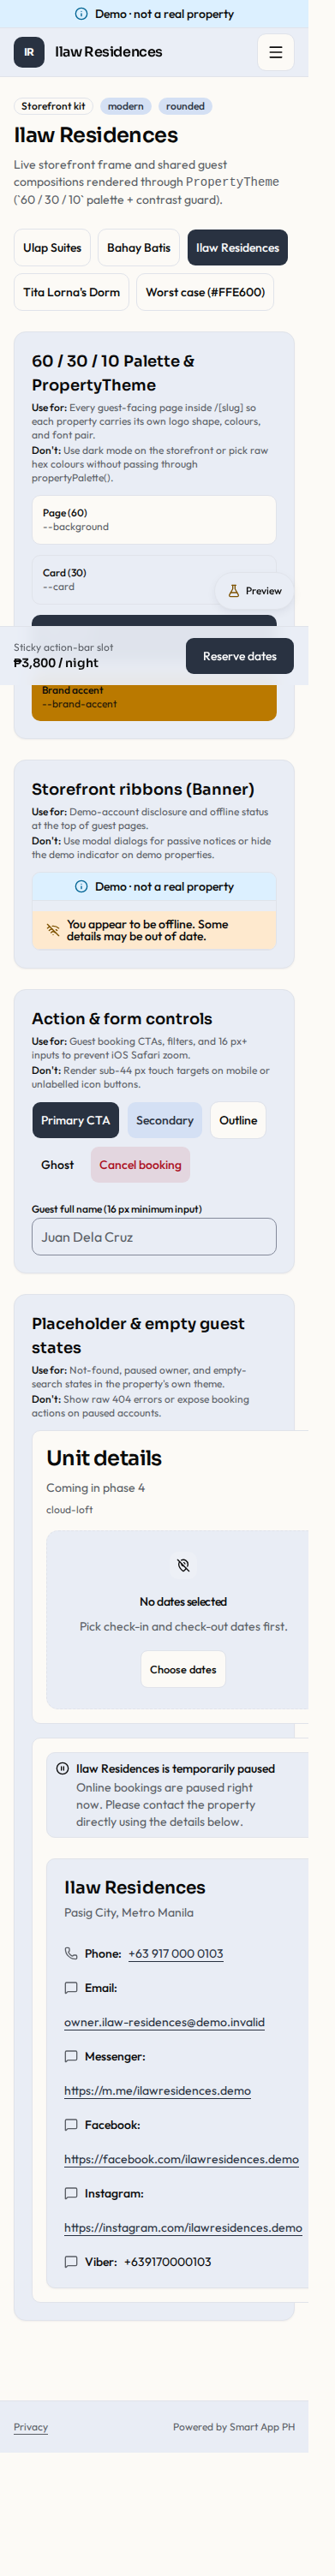 Demo · not a real property
IR
Ilaw Residences
Storefront kit
modern
rounded
Ilaw Residences
Live storefront frame and shared guest
compositions rendered through PropertyTheme
(`60 / 30 / 10` palette + contrast guard).
Ulap Suites
Bahay Batis
Ilaw Residences
Tita Lorna's Dorm
Worst case (#FFE600)
60 / 30 / 10 Palette &
PropertyTheme
Use for: Every guest-facing page inside /[slug] so
each property carries its own logo shape, colours,
and font pair.
Don't: Use dark mode on the storefront or pick raw
hex colours without passing through
propertyPalette().
Page (60)
--background
Card (30)
--card
Preview
Sticky action-bar slot
₱3,800 / night
Reserve dates
Brand accent
--brand-accent
Storefront ribbons (Banner)
Use for: Demo-account disclosure and offline status
at the top of guest pages.
Don't: Use modal dialogs for passive notices or hide
the demo indicator on demo properties.
Demo · not a real property
You appear to be offline. Some
details may be out of date.
Action & form controls
Use for: Guest booking CTAs, filters, and 16 px+
inputs to prevent iOS Safari zoom.
Don't: Render sub-44 px touch targets on mobile or
unlabelled icon buttons.
Primary CTA
Secondary
Outline
Ghost
Cancel booking
Guest full name (16 px minimum input)
Juan Dela Cruz
Placeholder & empty guest
states
Use for: Not-found, paused owner, and empty-
search states in the property's own theme.
Don't: Show raw 404 errors or expose booking
actions on paused accounts.
Unit details
Coming in phase 4
cloud-loft
No dates selected
Pick check-in and check-out dates first.
Choose dates
Ilaw Residences is temporarily paused
Online bookings are paused right
now. Please contact the property
directly using the details below.
Ilaw Residences
Pasig City, Metro Manila
Phone: +63 917 000 0103
Email:
owner.ilaw-residences@demo.invalid
Messenger:
https://m.me/ilawresidences.demo
Facebook:
https://facebook.com/ilawresidences.demo
Instagram:
https://instagram.com/ilawresidences.demo
Viber: +639170000103
Privacy
Powered by Smart App PH